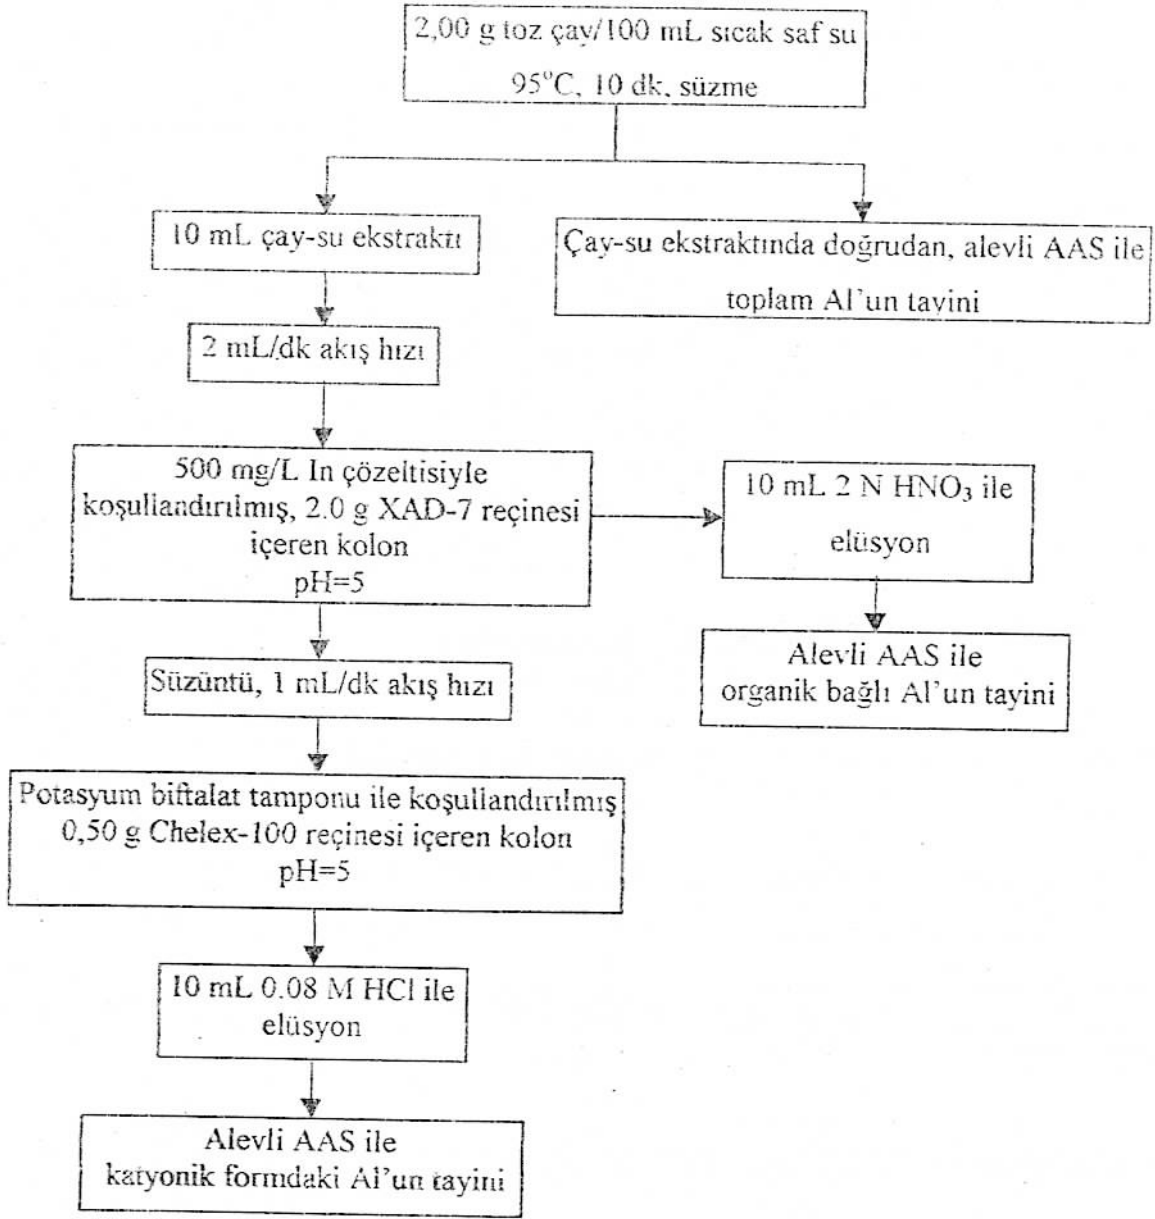 2,00 g toz çay/100 mL sıcak saf su
95°C, 10 dk, süzme
10 mL çay-su ekstraktı
Çay-su ekstraktında doğrudan, alevli AAS ile
toplam Al'un tayini
2 mL/dk akış hızı
500 mg/L In çözeltisiyle
koşullandırılmış, 2.0 g XAD-7 reçinesi
içeren kolon
pH=5
10 mL 2 N HNO₃ ile
elüsyon
Alevli AAS ile
organik bağlı Al'un tayini
Süzüntü, 1 mL/dk akış hızı
Potasyum biftalat tamponu ile koşullandırılmış
0,50 g Chelex-100 reçinesi içeren kolon
pH=5
10 mL 0.08 M HCl ile
elüsyon
Alevli AAS ile
katyonik formdaki Al'un tayini